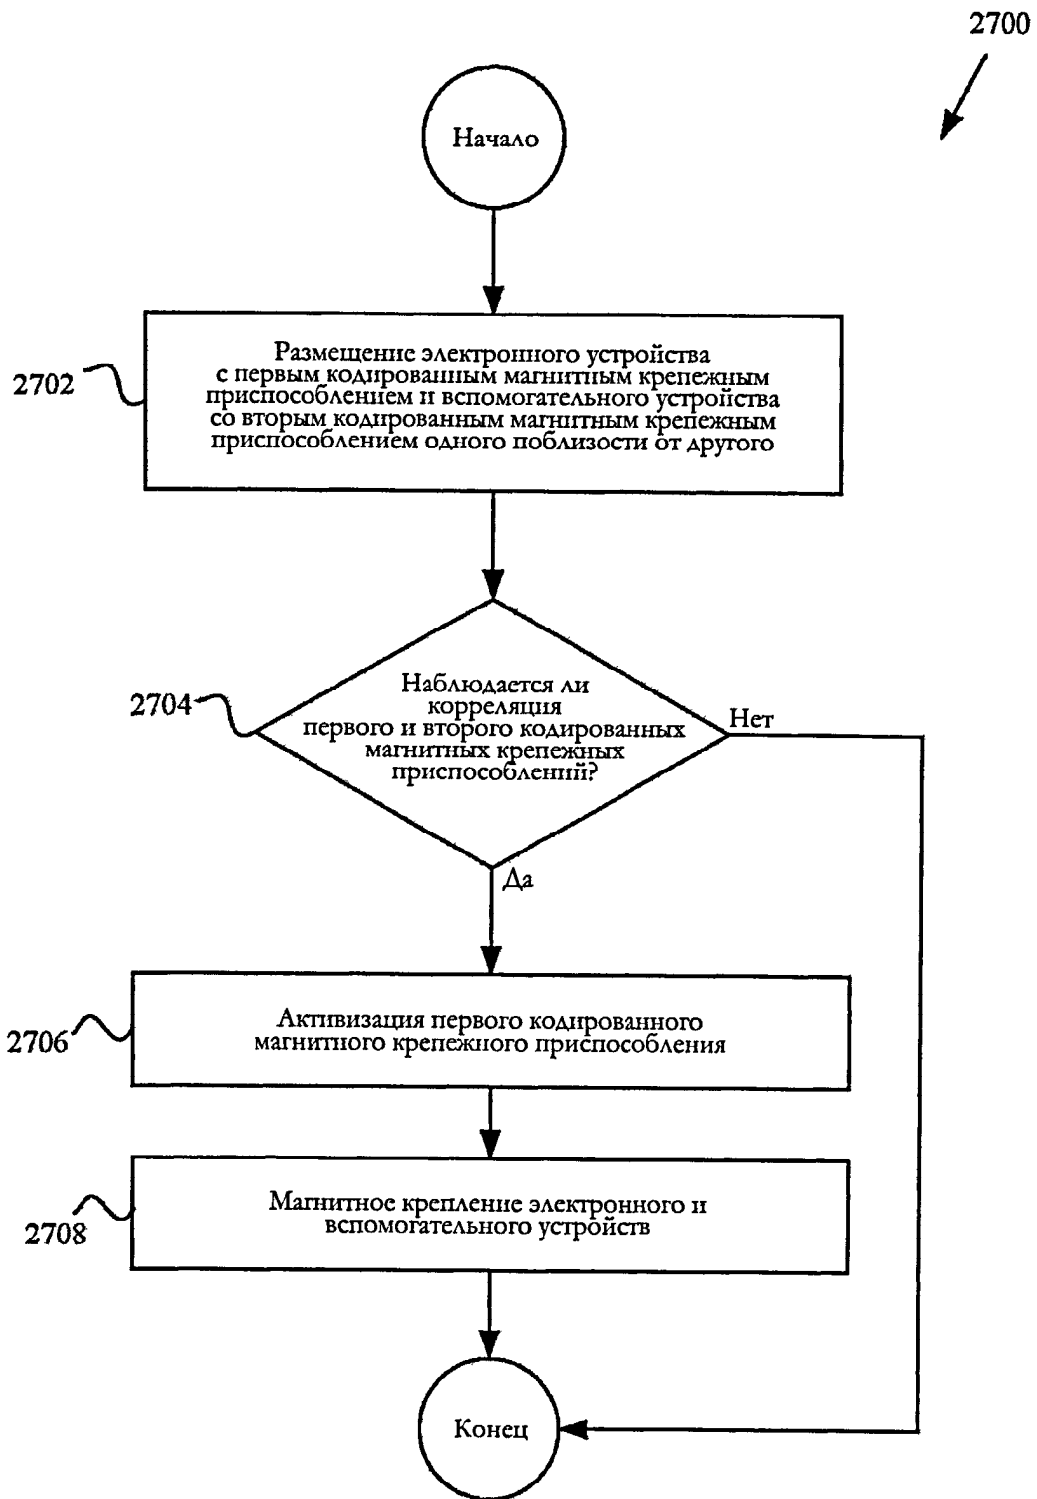 2700
Начало
2702
Размещение электронного устройства
с первым кодированным магнитным крепежным
приспособлением и вспомогательного устройства
со вторым кодированным магнитным крепежным
приспособлением одного поблизости от другого
2704
Наблюдается ли
корреляция
первого и второго кодированных
магнитных крепежных
приспособлений?
Нет
Да
2706
Активизация первого кодированного
магнитного крепежного приспособления
2708
Магнитное крепление электронного и
вспомогательного устройств
Конец